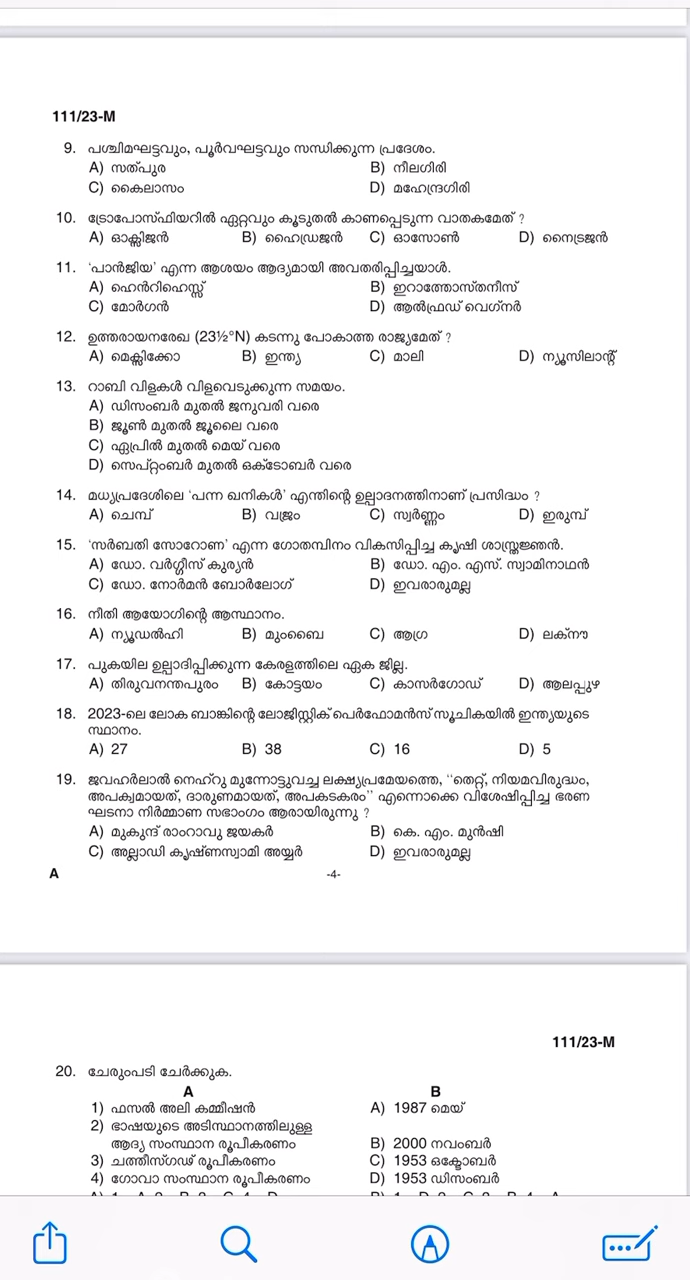 111/23-M
9. പശ്ചിമഘട്ടവും, പൂർവഘട്ടവും സന്ധിക്കുന്ന പ്രദേശം.
A) സത്പുര B) നീലഗിരി
C) കൈലാസം D) മഹേന്ദ്രഗിരി
10. ട്രോപോസ്ഫിയറിൽ ഏറ്റവും കൂടുതൽ കാണപ്പെടുന്ന വാതകമേത് ?
A) ഓക്സിജൻ B) ഹൈഡ്രജൻ C) ഓസോൺ D) നൈട്രജൻ
11. ‘പാൻജിയ’ എന്ന ആശയം ആദ്യമായി അവതരിപ്പിച്ചയാൾ.
A) ഹെൻറിഹെസ്സ് B) ഇറാത്തോസ്തനീസ്
C) മോർഗൻ D) ആൽഫ്രഡ് വെഗ്നർ
12. ഉത്തരായനരേഖ (23½°N) കടന്നു പോകാത്ത രാജ്യമേത് ?
A) മെക്സിക്കോ B) ഇന്ത്യ C) മാലി D) ന്യൂസിലാന്റ്
13. റാബി വിളകൾ വിളവെടുക്കുന്ന സമയം.
A) ഡിസംബർ മുതൽ ജനുവരി വരെ
B) ജൂൺ മുതൽ ജൂലൈ വരെ
C) ഏപ്രിൽ മുതൽ മെയ് വരെ
D) സെപ്റ്റംബർ മുതൽ ഒക്ടോബർ വരെ
14. മധ്യപ്രദേശിലെ ‘പന്ന ഖനികൾ’ എന്തിന്റെ ഉല്പാദനത്തിനാണ് പ്രസിദ്ധം ?
A) ചെമ്പ് B) വജ്രം C) സ്വർണ്ണം D) ഇരുമ്പ്
15. ‘സർബതി സോറോണ’ എന്ന ഗോതമ്പിനം വികസിപ്പിച്ച കൃഷി ശാസ്ത്രജ്ഞൻ.
A) ഡോ. വർഗ്ഗീസ് കുര്യൻ B) ഡോ. എം. എസ്. സ്വാമിനാഥൻ
C) ഡോ. നോർമൻ ബോർലോഗ് D) ഇവരാരുമല്ല
16. നീതി ആയോഗിന്റെ ആസ്ഥാനം.
A) ന്യൂഡൽഹി B) മുംബൈ C) ആഗ്ര D) ലക്നൗ
17. പുകയില ഉല്പാദിപ്പിക്കുന്ന കേരളത്തിലെ ഏക ജില്ല.
A) തിരുവനന്തപുരം B) കോട്ടയം C) കാസർഗോഡ് D) ആലപ്പുഴ
18. 2023-ലെ ലോക ബാങ്കിന്റെ ലോജിസ്റ്റിക് പെർഫോമൻസ് സൂചികയിൽ ഇന്ത്യയുടെ
സ്ഥാനം.
A) 27 B) 38 C) 16 D) 5
19. ജവഹർലാൽ നെഹ്റു മുന്നോട്ടുവച്ച ലക്ഷ്യപ്രമേയത്തെ, “തെറ്റ്, നിയമവിരുദ്ധം,
അപക്വമായത്, ദാരുണമായത്, അപകടകരം” എന്നൊക്കെ വിശേഷിപ്പിച്ച ഭരണ
ഘടനാ നിർമ്മാണ സഭാംഗം ആരായിരുന്നു ?
A) മുകുന്ദ് രാംറാവു ജയകർ B) കെ. എം. മുൻഷി
C) അല്ലാഡി കൃഷ്ണസ്വാമി അയ്യർ D) ഇവരാരുമല്ല
A -4-
111/23-M
20. ചേരുംപടി ചേർക്കുക.
A B
1) ഫസൽ അലി കമ്മീഷൻ A) 1987 മെയ്
2) ഭാഷയുടെ അടിസ്ഥാനത്തിലുള്ള
ആദ്യ സംസ്ഥാന രൂപീകരണം B) 2000 നവംബർ
3) ചത്തീസ്ഗഢ് രൂപീകരണം C) 1953 ഒക്ടോബർ
4) ഗോവാ സംസ്ഥാന രൂപീകരണം D) 1953 ഡിസംബർ